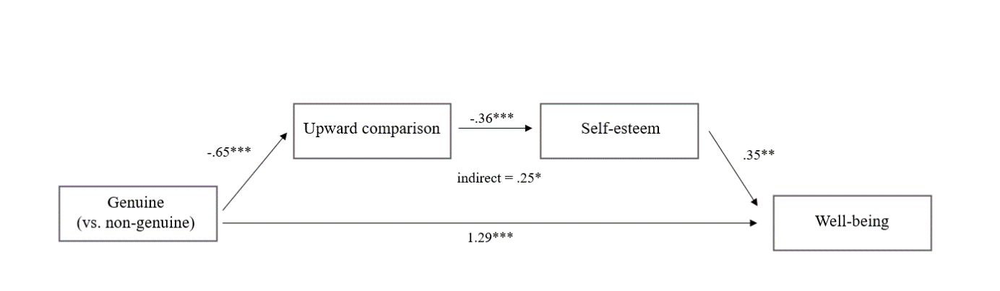 -.36***
Upward comparison
Self-esteem
-.65***
.35**
indirect = .25*
Genuine
(vs. non-genuine)
Well-being
1.29***